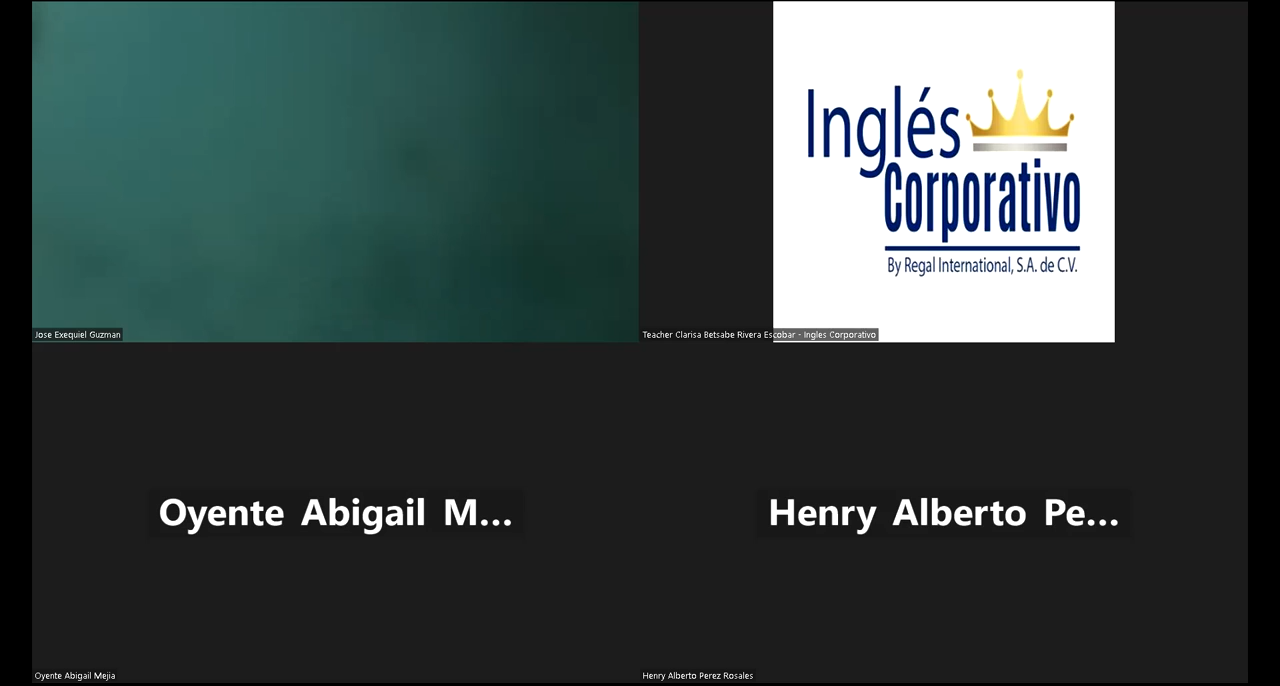 Inglés
Corporativo
By Regal International, S.A. de C.V.
Jose Exequiel Guzman
Teacher Clarisa Betsabe Rivera Escobar - Ingles Corporativo
Oyente Abigail M...
Henry Alberto Pe...
Oyente Abigail Mejia
Henry Alberto Perez Rosales